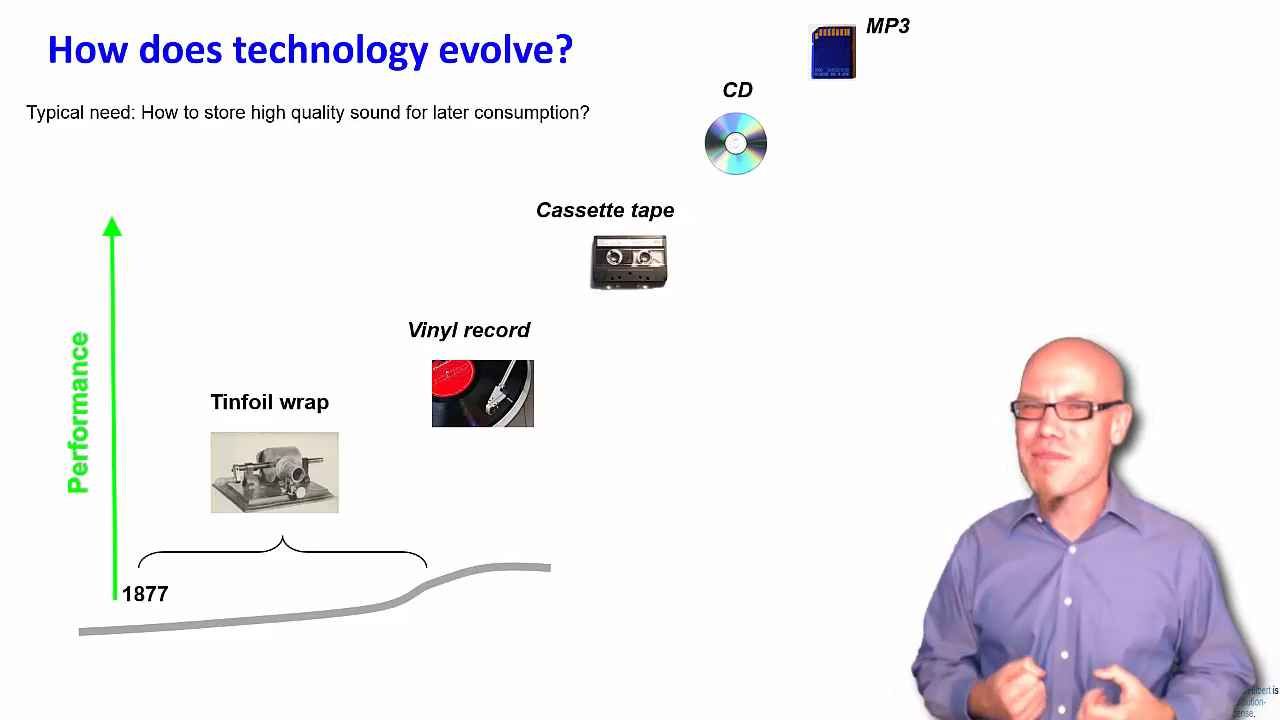 How does technology evolve?
Typical need: How to store high quality sound for later consumption?
MP3
CD
Cassette tape
Vinyl record
Tinfoil wrap
Performance
1877
is